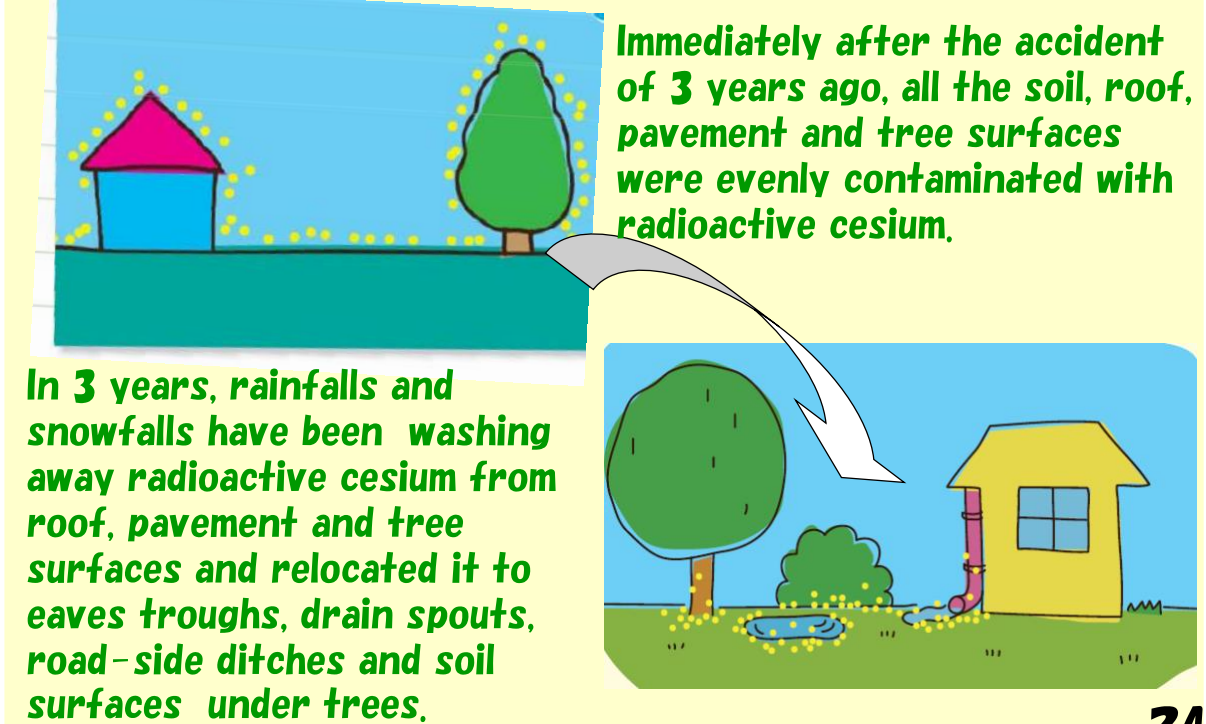 Immediately after the accident
of 3 years ago, all the soil, roof,
pavement and tree surfaces
were evenly contaminated with
radioactive cesium.
In 3 years, rainfalls and
snowfalls have been washing
away radioactive cesium from
roof, pavement and tree
surfaces and relocated it to
eaves troughs, drain spouts,
road-side ditches and soil
surfaces under trees.